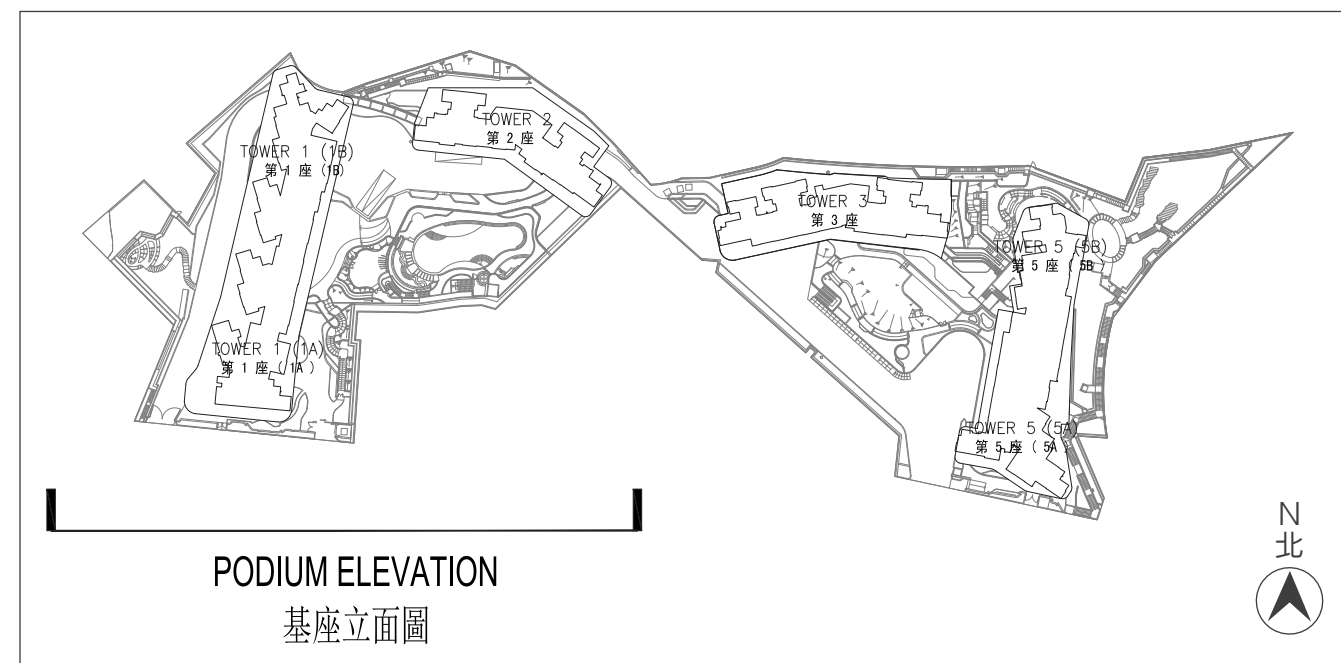 TOWER 2
第 2 座
TOWER 1 (1B)
第 1 座 (1B)
TOWER 3
第 3 座
TOWER 5 (5B)
第 5 座 ( 5B )
TOWER 1 (1A)
第 1 座 ( 1A )
TOWER 5 (5A)
第 5 座 ( 5A )
N
北
PODIUM ELEVATION
基座立面圖